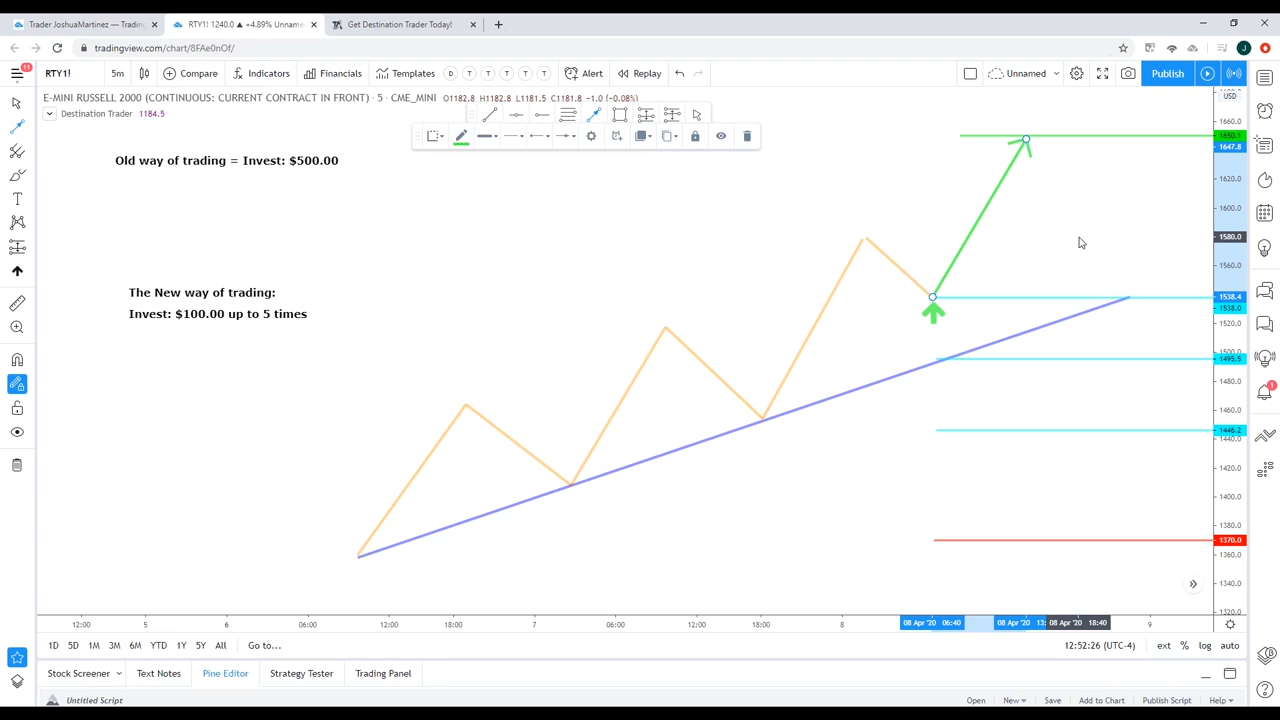 Trader JoshuaMartinez — Trading
RTY1! 1240.0 ▲ +4.89% Unname
Get Destination Trader Today!
tradingview.com/chart/8FAe0nOf/
J
11
RTY1!
5m
Compare
Indicators
Financials
Templates
T T T T T
Alert
Replay
Unnamed
Publish
E-MINI RUSSELL 2000 (CONTINUOUS: CURRENT CONTRACT IN FRONT) · 5 · CME_MINI O1182.8 H1182.8 L1181.5 C1181.8 −1.0 (−0.08%)
USD
Destination Trader 1184.5
Old way of trading = Invest: $500.00
The New way of trading:
Invest: $100.00 up to 5 times
1660.0
1650.1
1647.8
1620.0
1600.0
1580.0
1560.0
1538.4
1538.0
1520.0
1500.0
1495.5
1480.0
1460.0
1446.2
1440.0
1420.0
1400.0
1380.0
1370.0
1360.0
1340.0
1320.0
1
12:00 5 6 06:00 12:00 18:00 7 06:00 12:00 18:00 8 08 Apr '20 06:40 08 Apr '20 13: 08 Apr '20 18:40 9
1D 5D 1M 3M 6M YTD 1Y 5Y All Go to...
12:52:26 (UTC-4) ext % log auto
Stock Screener Text Notes Pine Editor Strategy Tester Trading Panel
Untitled Script
Open New Save Add to Chart Publish Script Help